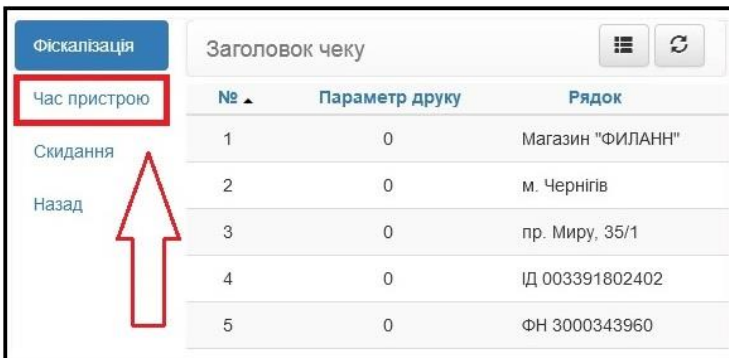 Фіскалізація
Час пристрою
Скидання
Назад
Заголовок чеку
№ Параметр друку Рядок
1 0 Магазин "ФИЛАНН"
2 0 м. Чернігів
3 0 пр. Миру, 35/1
4 0 ІД 003391802402
5 0 ФН 3000343960